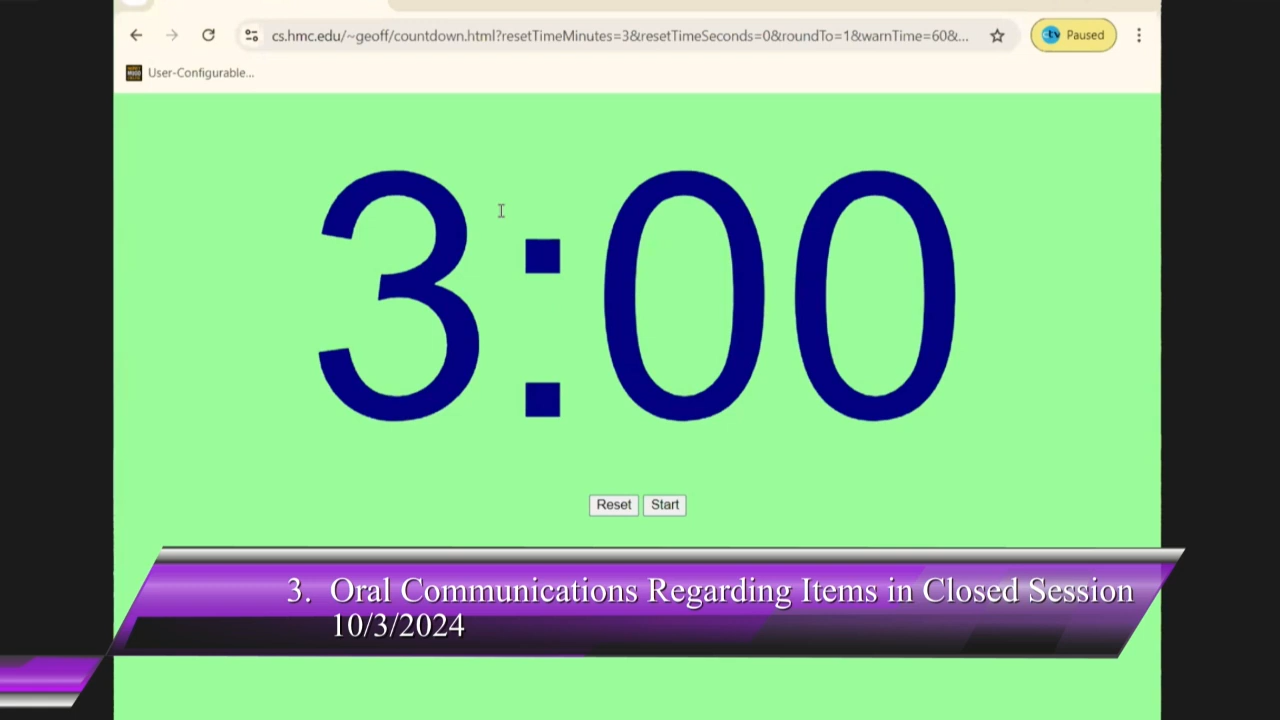 cs.hmc.edu/~geoff/countdown.html?resetTimeMinutes=3&resetTimeSeconds=0&roundTo=1&warnTime=60&...
Paused
User-Configurable...
3:00
Reset Start
3. Oral Communications Regarding Items in Closed Session
10/3/2024